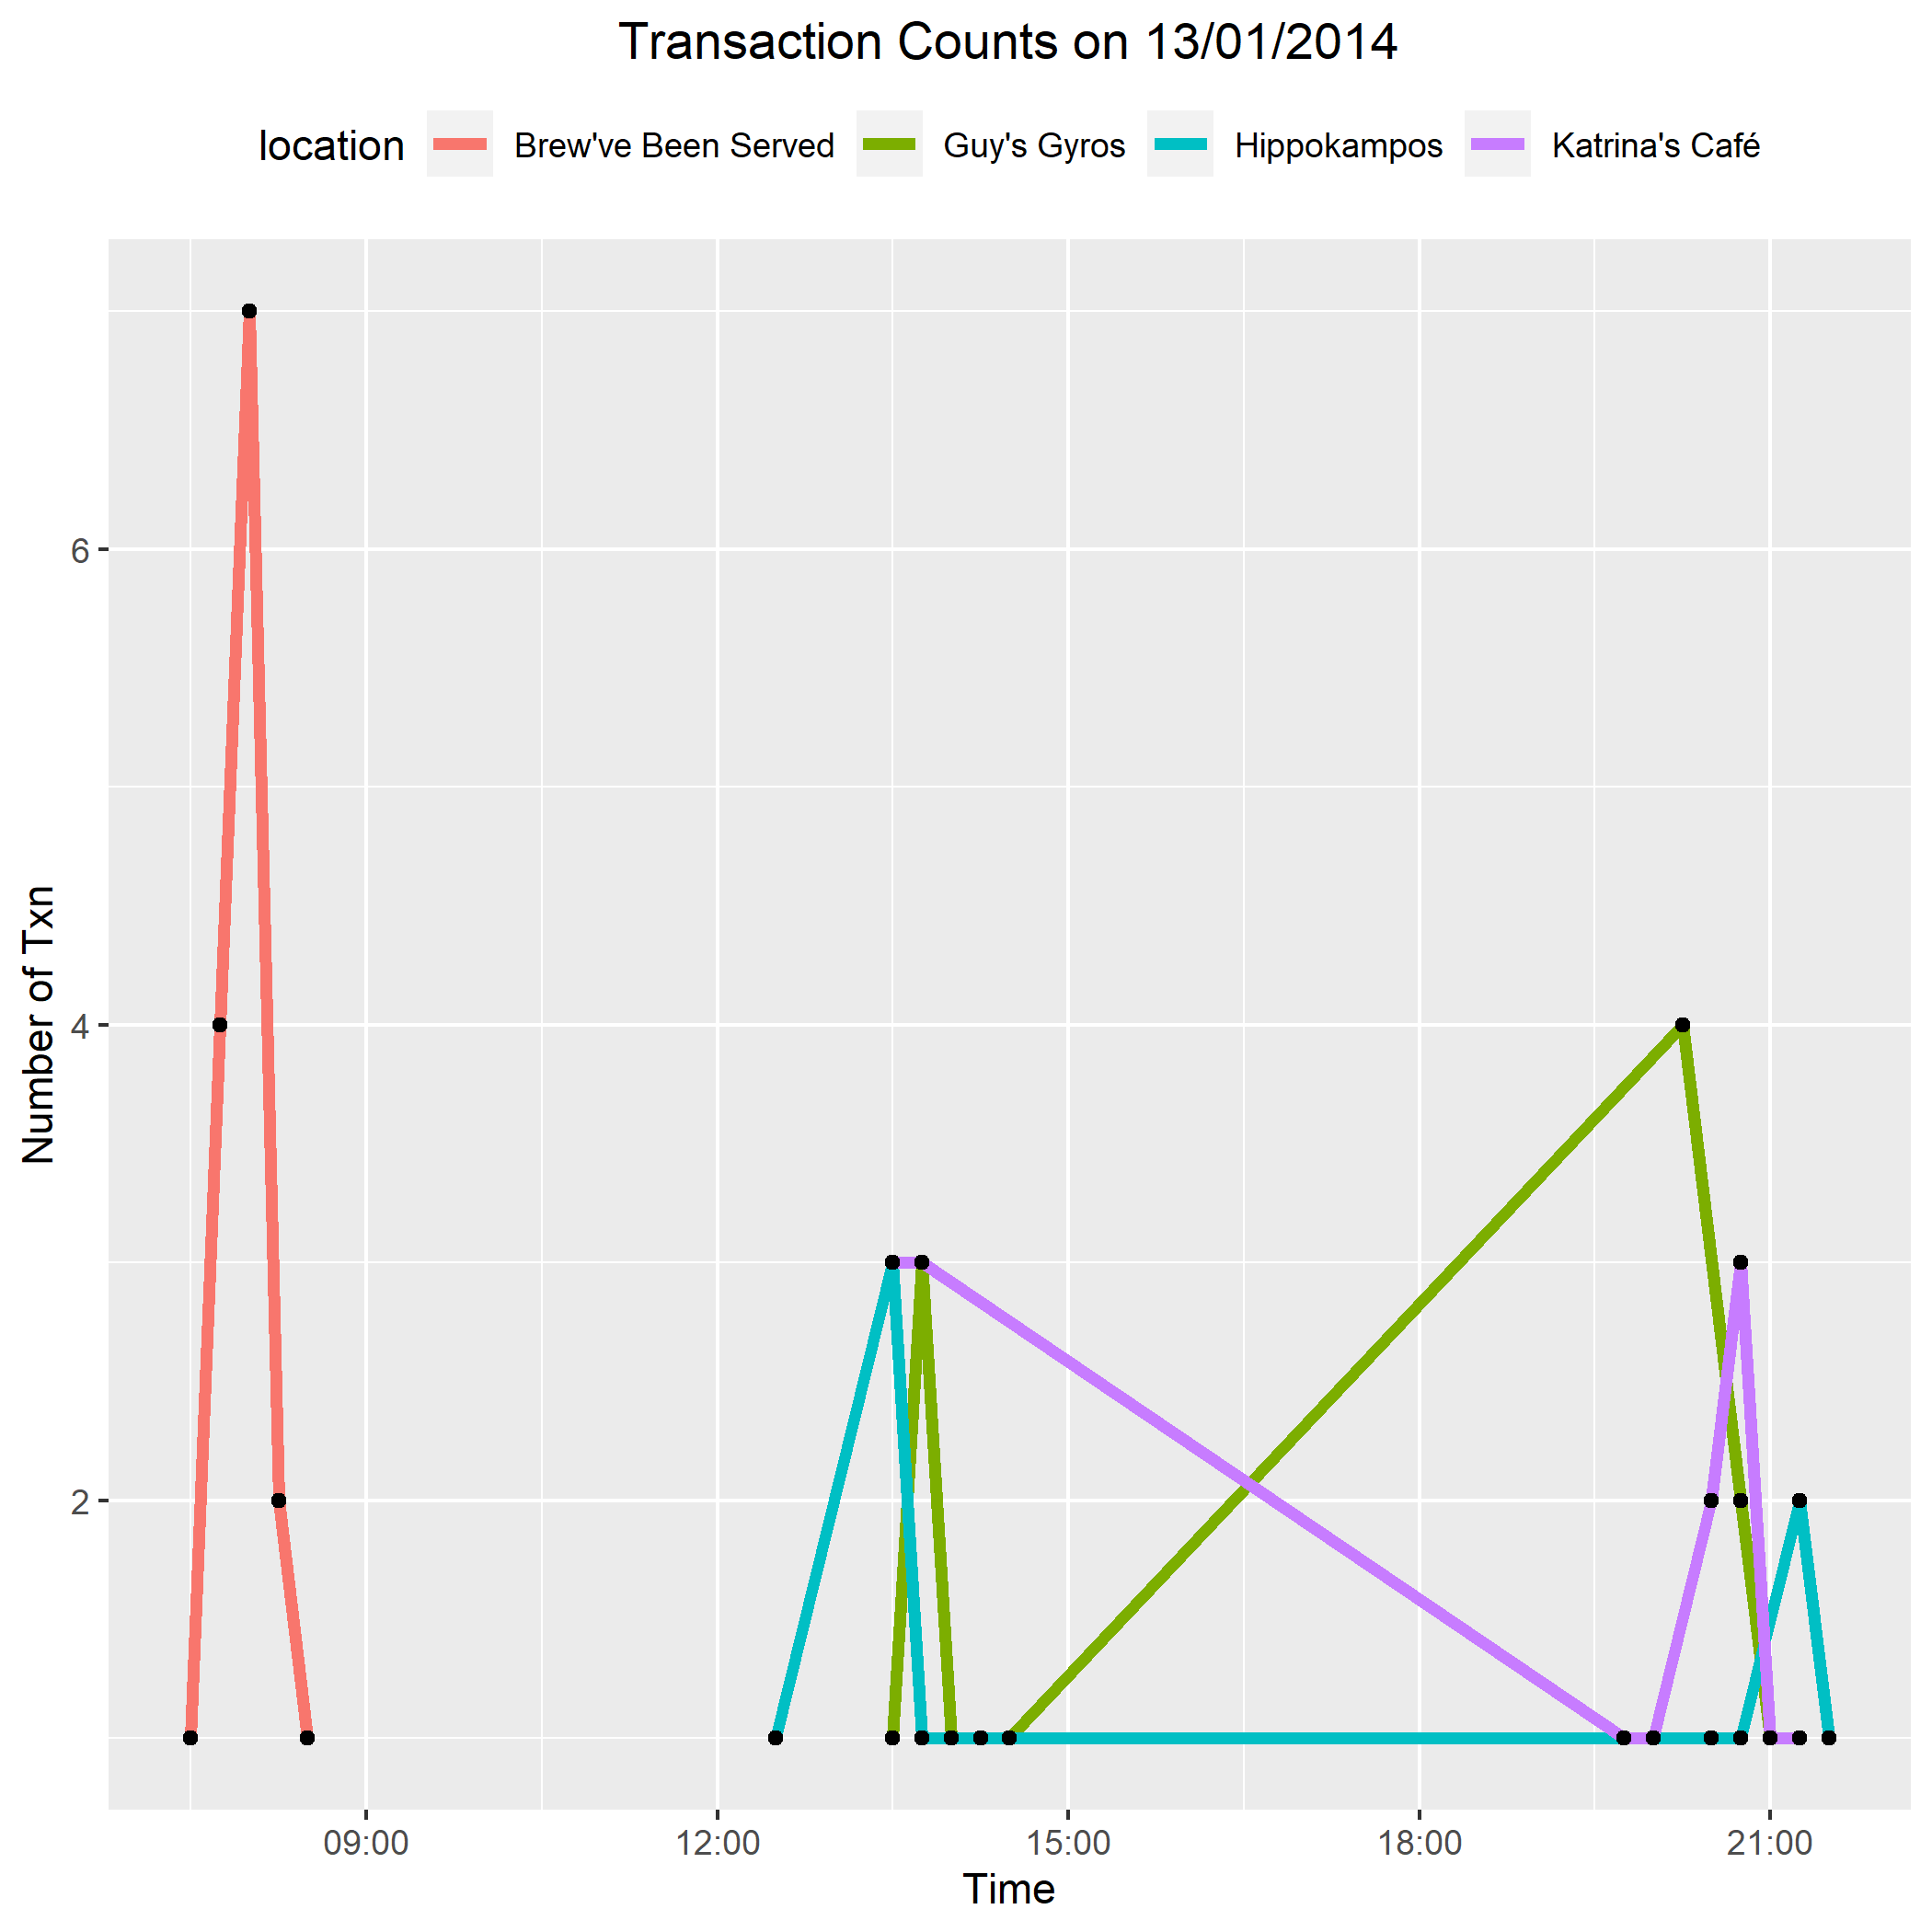 Transaction Counts on 13/01/2014
location Brew've Been Served Guy's Gyros Hippokampos Katrina's Café
Number of Txn
6
4
2
09:00 12:00 15:00 18:00 21:00
Time